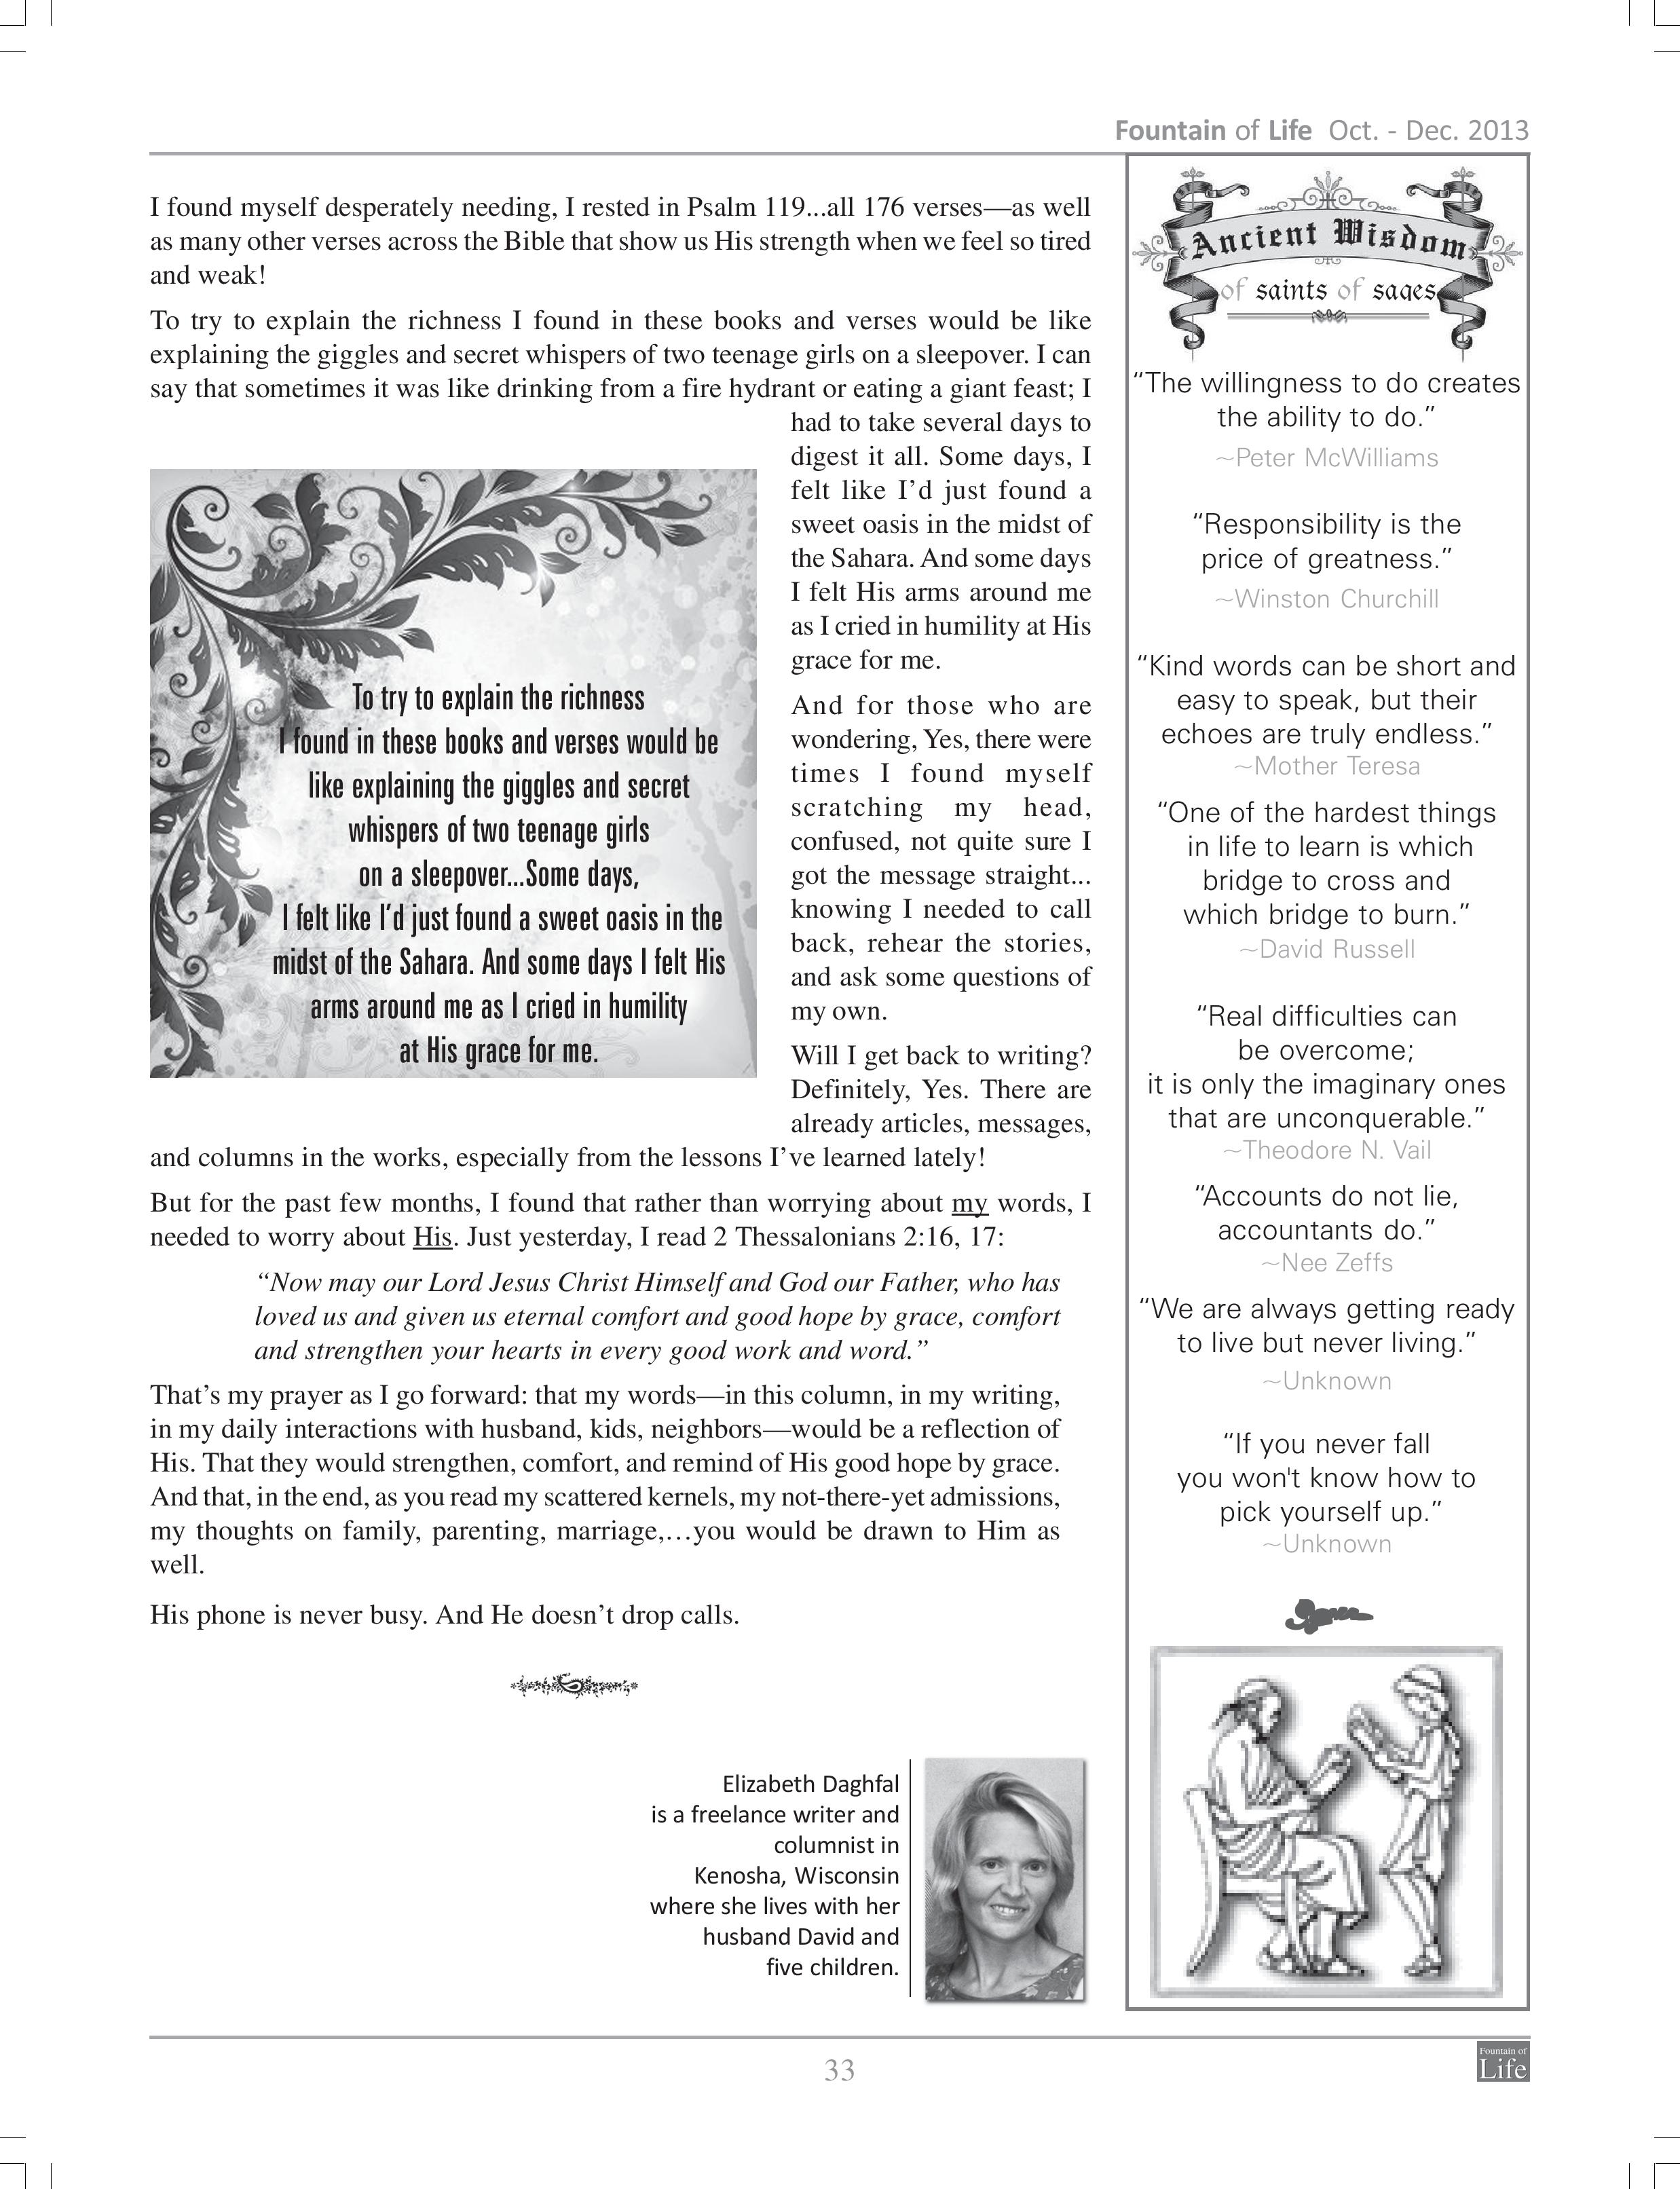 Fountain of Life Oct. - Dec. 2013
I found myself desperately needing, I rested in Psalm 119...all 176 verses—as well
as many other verses across the Bible that show us His strength when we feel so tired
and weak!
To try to explain the richness I found in these books and verses would be like
explaining the giggles and secret whispers of two teenage girls on a sleepover. I can
say that sometimes it was like drinking from a fire hydrant or eating a giant feast; I
had to take several days to
digest it all. Some days, I
felt like I’d just found a
sweet oasis in the midst of
the Sahara. And some days
I felt His arms around me
as I cried in humility at His
grace for me.
And for those who are
wondering, Yes, there were
times I found myself
scratching my head,
confused, not quite sure I
got the message straight...
knowing I needed to call
back, rehear the stories,
and ask some questions of
my own.
Will I get back to writing?
Definitely, Yes. There are
already articles, messages,
and columns in the works, especially from the lessons I’ve learned lately!
To try to explain the richness
I found in these books and verses would be
like explaining the giggles and secret
whispers of two teenage girls
on a sleepover...Some days,
I felt like I’d just found a sweet oasis in the
midst of the Sahara. And some days I felt His
arms around me as I cried in humility
at His grace for me.
But for the past few months, I found that rather than worrying about my words, I
needed to worry about His. Just yesterday, I read 2 Thessalonians 2:16, 17:
“Now may our Lord Jesus Christ Himself and God our Father, who has
loved us and given us eternal comfort and good hope by grace, comfort
and strengthen your hearts in every good work and word.”
That’s my prayer as I go forward: that my words—in this column, in my writing,
in my daily interactions with husband, kids, neighbors—would be a reflection of
His. That they would strengthen, comfort, and remind of His good hope by grace.
And that, in the end, as you read my scattered kernels, my not-there-yet admissions,
my thoughts on family, parenting, marriage,…you would be drawn to Him as
well.
His phone is never busy. And He doesn’t drop calls.
Elizabeth Daghfal
is a freelance writer and
columnist in
Kenosha, Wisconsin
where she lives with her
husband David and
five children.
Ancient Wisdom
of saints of sages
“The willingness to do creates
the ability to do.”
~Peter McWilliams
“Responsibility is the
price of greatness.”
~Winston Churchill
“Kind words can be short and
easy to speak, but their
echoes are truly endless.”
~Mother Teresa
“One of the hardest things
in life to learn is which
bridge to cross and
which bridge to burn.”
~David Russell
“Real difficulties can
be overcome;
it is only the imaginary ones
that are unconquerable.”
~Theodore N. Vail
“Accounts do not lie,
accountants do.”
~Nee Zeffs
“We are always getting ready
to live but never living.”
~Unknown
“If you never fall
you won't know how to
pick yourself up.”
~Unknown
33
Fountain of
Life